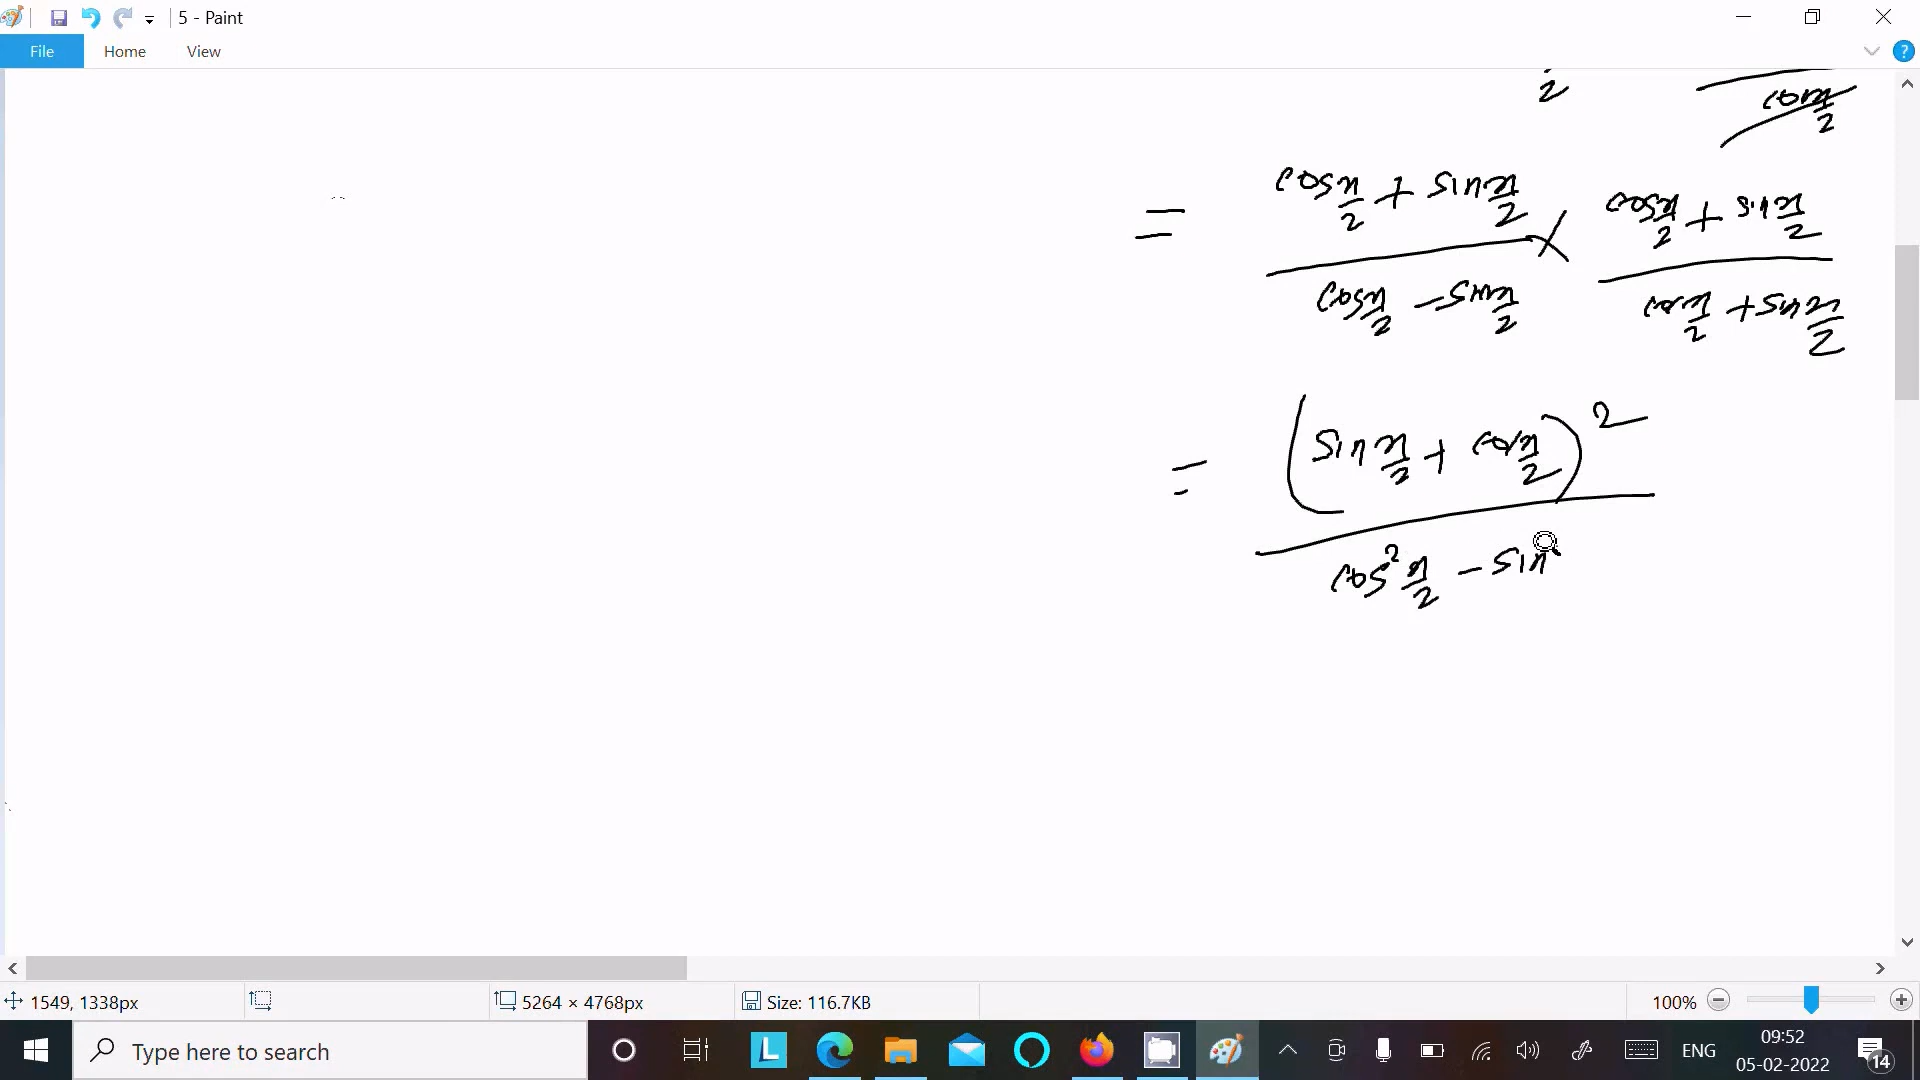 5 - Paint
File Home View
2
cos x/2
= (cos x/2 + sin x/2)/(cos x/2 - sin x/2) × (cos x/2 + sin x/2)/(cos x/2 + sin x/2)
= (sin x/2 + cos x/2)²
cos² x/2 - sin
1549, 1338px 5264 × 4768px Size: 116.7KB 100%
Type here to search
L
ENG
09:52
05-02-2022
14